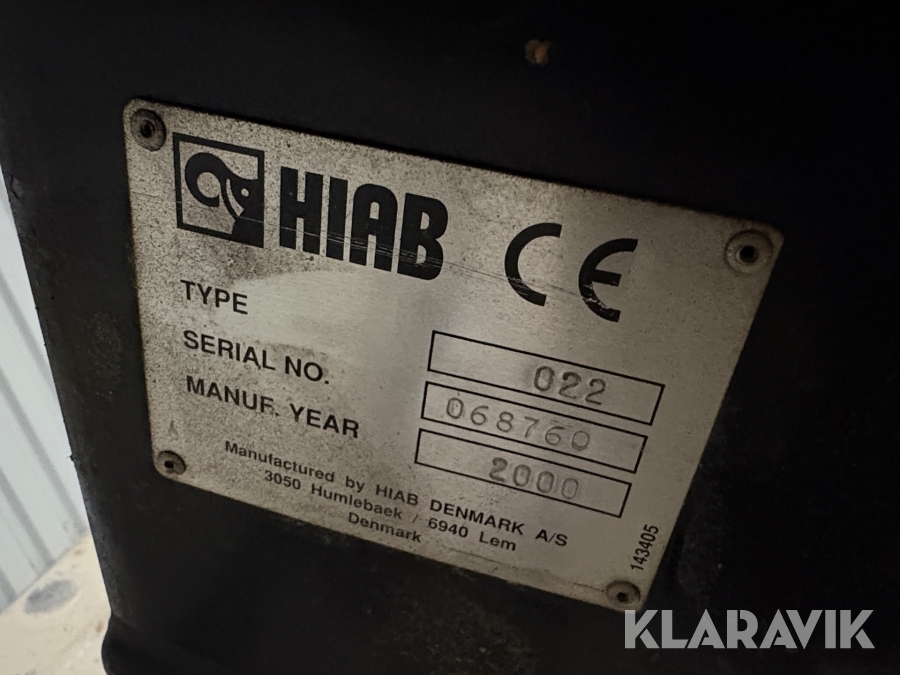 HIAB CE
TYPE 022
SERIAL NO. 068760
MANUF. YEAR 2000
Manufactured by HIAB DENMARK A/S
3050 Humlebaek / 6940 Lem
Denmark
143405
KLARAVIK